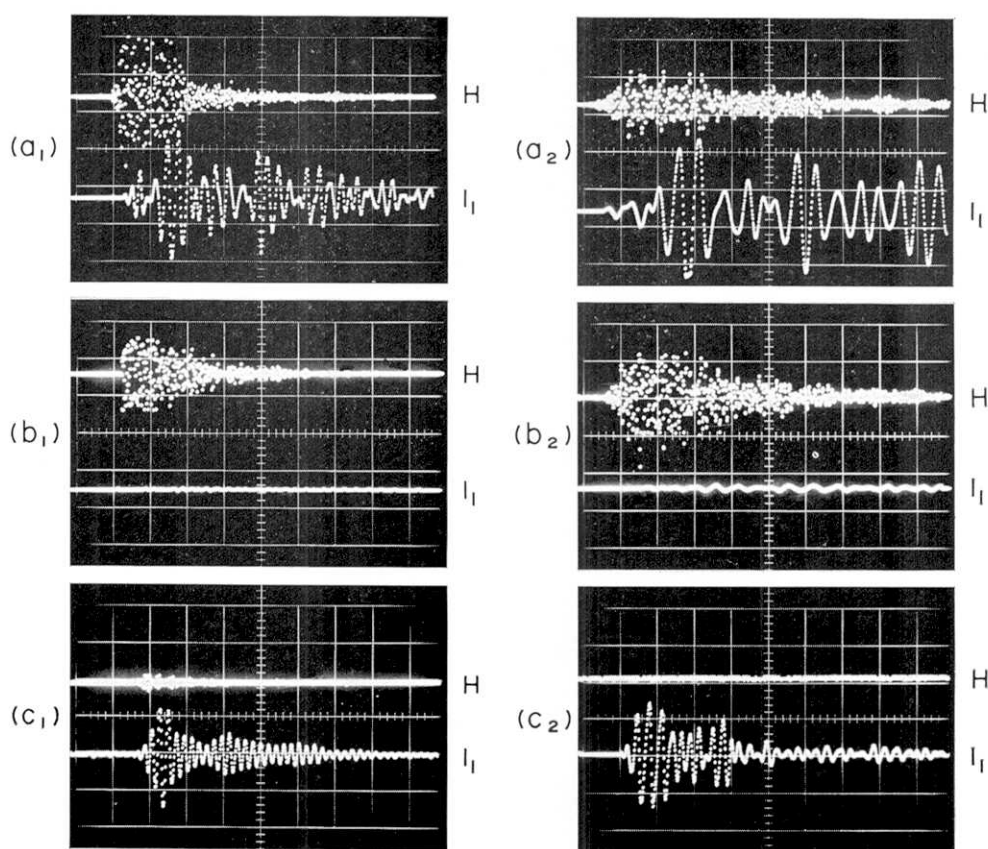 (a₁) H I₁
(a₂) H I₁
(b₁) H I₁
(b₂) H I₁
(c₁) H I₁
(c₂) H I₁